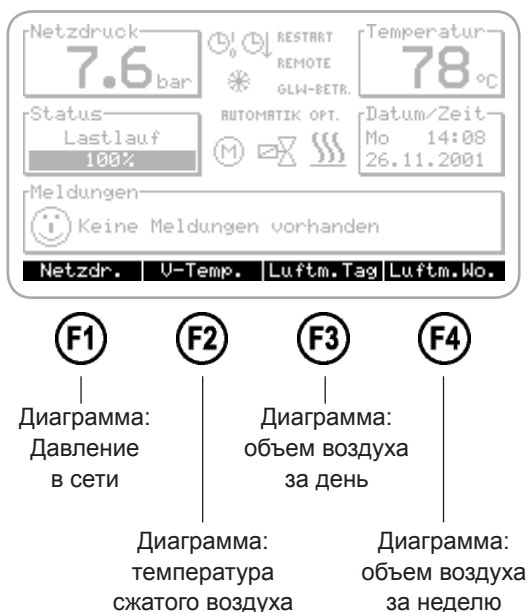 Netzdruck
7.6 bar
RESTART
REMOTE
GLW-BETR.
Temperatur
78 °C
Status
Lastlauf
100%
AUTOMATIK OPT.
M
Datum/Zeit
Mo 14:08
26.11.2001
Meldungen
Keine Meldungen vorhanden
Netzdr. V-Temp. Luftm.Tag Luftm.Wo.
F1 F2 F3 F4
Диаграмма:
Давление
в сети
Диаграмма:
объем воздуха
за день
Диаграмма:
температура
сжатого воздуха
Диаграмма:
объем воздуха
за неделю